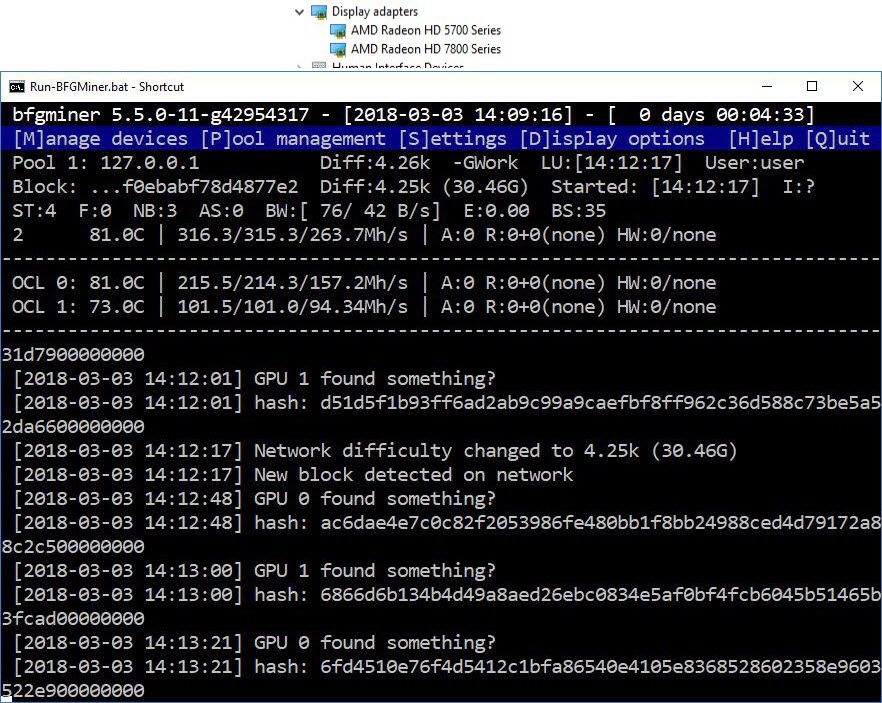 Display adapters
AMD Radeon HD 5700 Series
AMD Radeon HD 7800 Series
Human Interface Devices
Run-BFGMiner.bat - Shortcut
bfgminer 5.5.0-11-g42954317 - [2018-03-03 14:09:16] - [  0 days 00:04:33]
[M]anage devices [P]ool management [S]ettings [D]isplay options  [H]elp [Q]uit
Pool 1: 127.0.0.1          Diff:4.26k  -GWork  LU:[14:12:17]  User:user
Block: ...f0ebabf78d4877e2  Diff:4.25k (30.46G)  Started: [14:12:17]  I:?
ST:4  F:0  NB:3  AS:0  BW:[ 76/ 42 B/s]  E:0.00  BS:35
2      81.0C | 316.3/315.3/263.7Mh/s | A:0 R:0+0(none) HW:0/none
--------------------------------------------------------------------------------
OCL 0: 81.0C | 215.5/214.3/157.2Mh/s | A:0 R:0+0(none) HW:0/none
OCL 1: 73.0C | 101.5/101.0/94.34Mh/s | A:0 R:0+0(none) HW:0/none
--------------------------------------------------------------------------------
31d7900000000
[2018-03-03 14:12:01] GPU 1 found something?
[2018-03-03 14:12:01] hash: d51d5f1b93ff6ad2ab9c99a9caefbf8ff962c36d588c73be5a5
2da6600000000
[2018-03-03 14:12:17] Network difficulty changed to 4.25k (30.46G)
[2018-03-03 14:12:17] New block detected on network
[2018-03-03 14:12:48] GPU 0 found something?
[2018-03-03 14:12:48] hash: ac6dae4e7c0c82f2053986fe480bb1f8bb24988ced4d79172a8
8c2c500000000
[2018-03-03 14:13:00] GPU 1 found something?
[2018-03-03 14:13:00] hash: 6866d6b134b4d49a8aed26ebc0834e5af0bf4fcb6045b51465b
3fcad00000000
[2018-03-03 14:13:21] GPU 0 found something?
[2018-03-03 14:13:21] hash: 6fd4510e76f4d5412c1bfa86540e4105e8368528602358e9603
522e900000000